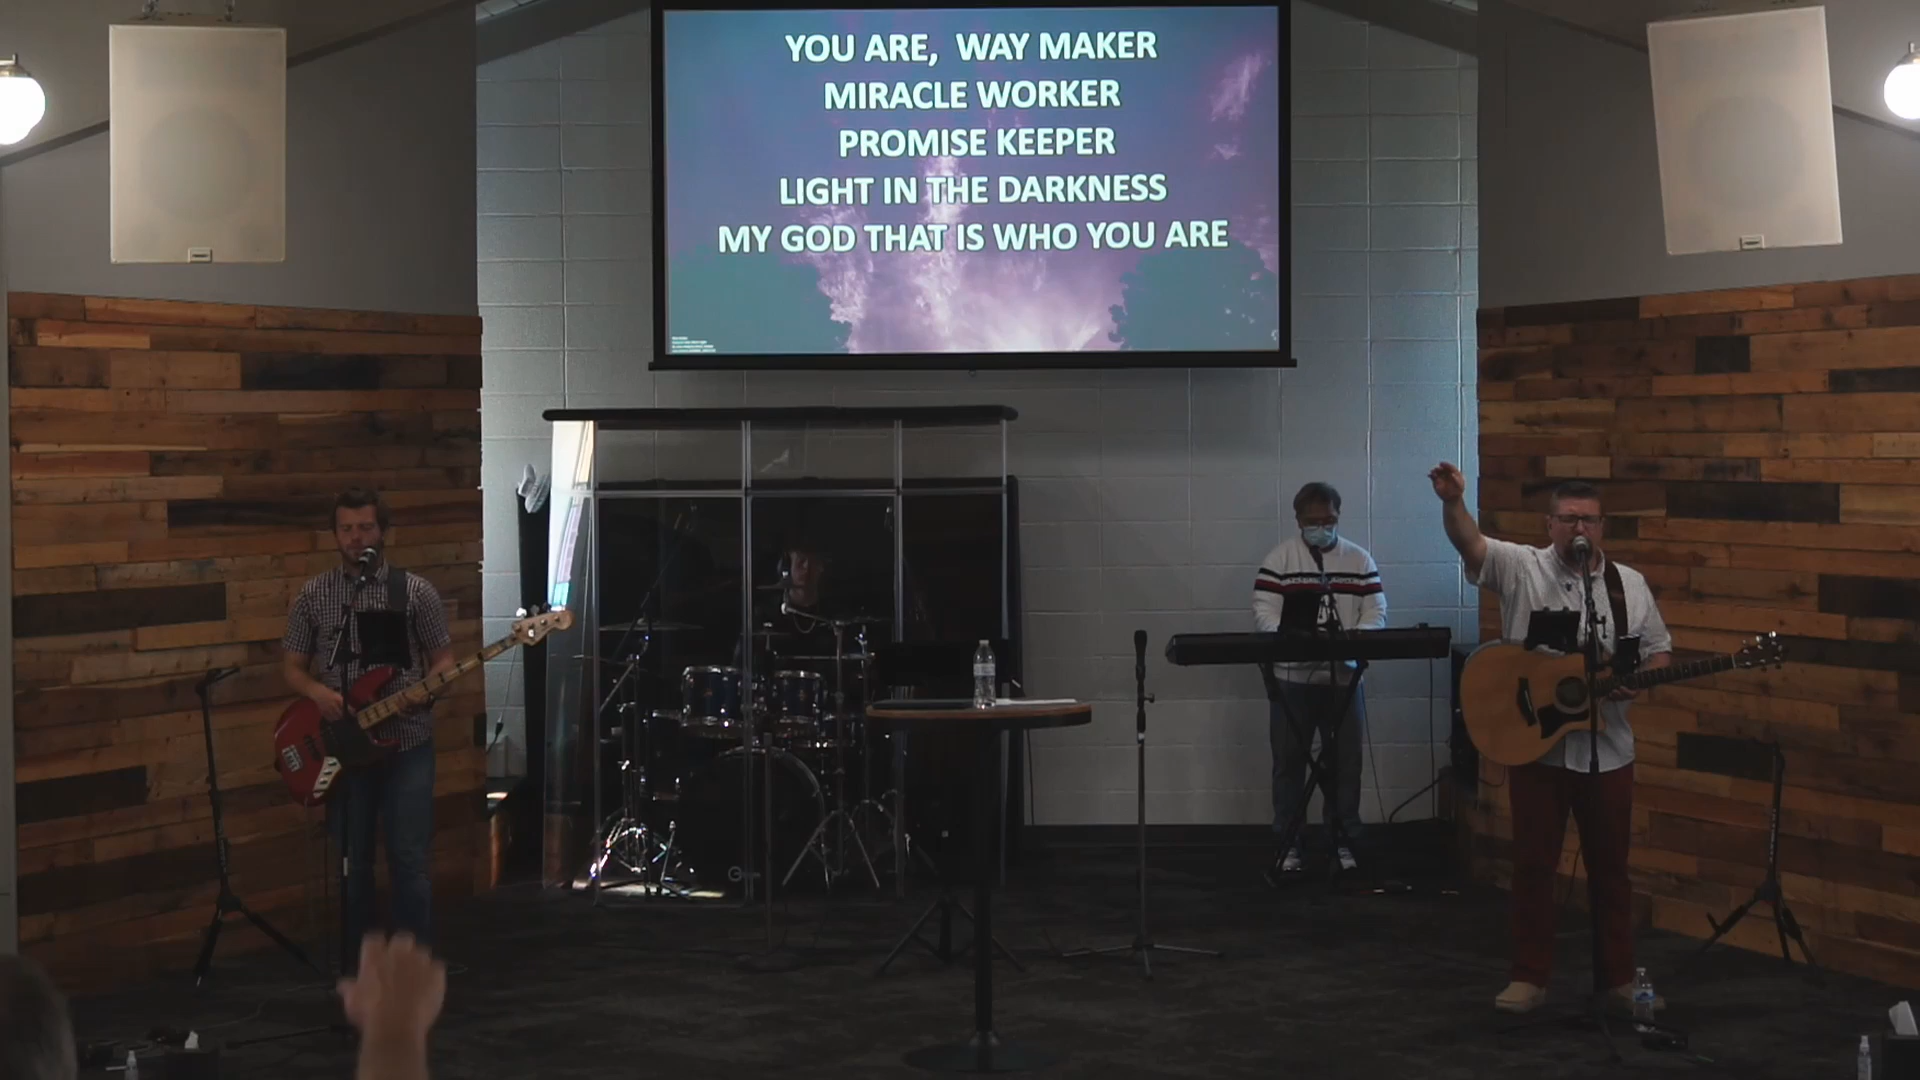 YOU ARE, WAY MAKER
MIRACLE WORKER
PROMISE KEEPER
LIGHT IN THE DARKNESS
MY GOD THAT IS WHO YOU ARE